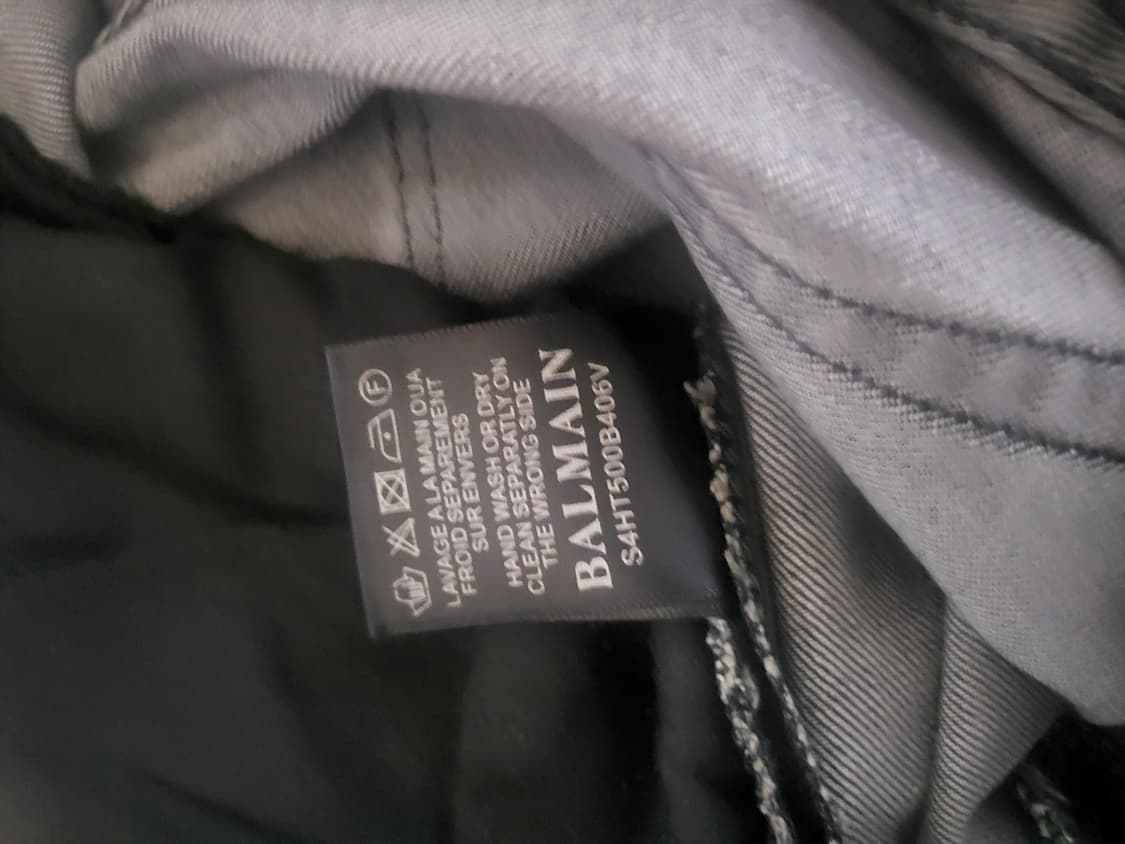 LAVAGE A LA MAIN OU A
FROID SEPAREMENT
SUR ENVERS
HAND WASH OR DRY
CLEAN SEPARATLY ON
THE WRONG SIDE
BALMAIN
S4HT500B406V